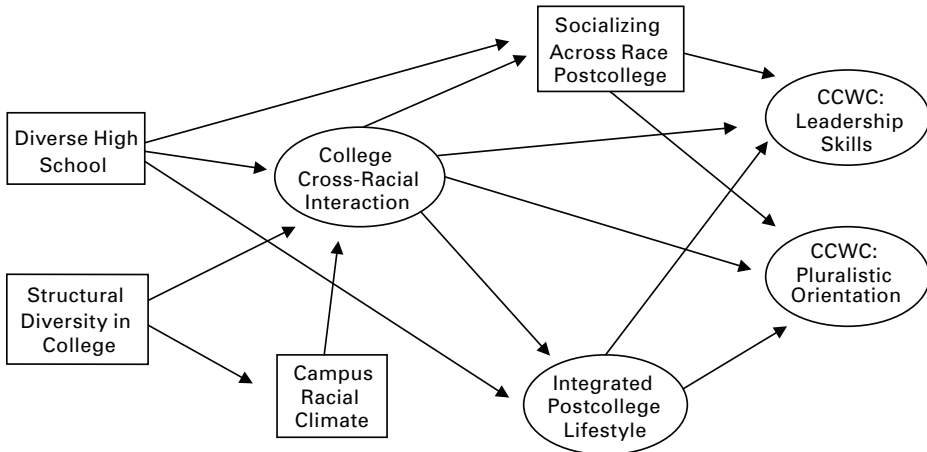 Socializing
Across Race
Postcollege
CCWC:
Leadership
Skills
Diverse High
School
College
Cross-Racial
Interaction
CCWC:
Pluralistic
Orientation
Structural
Diversity in
College
Campus
Racial
Climate
Integrated
Postcollege
Lifestyle